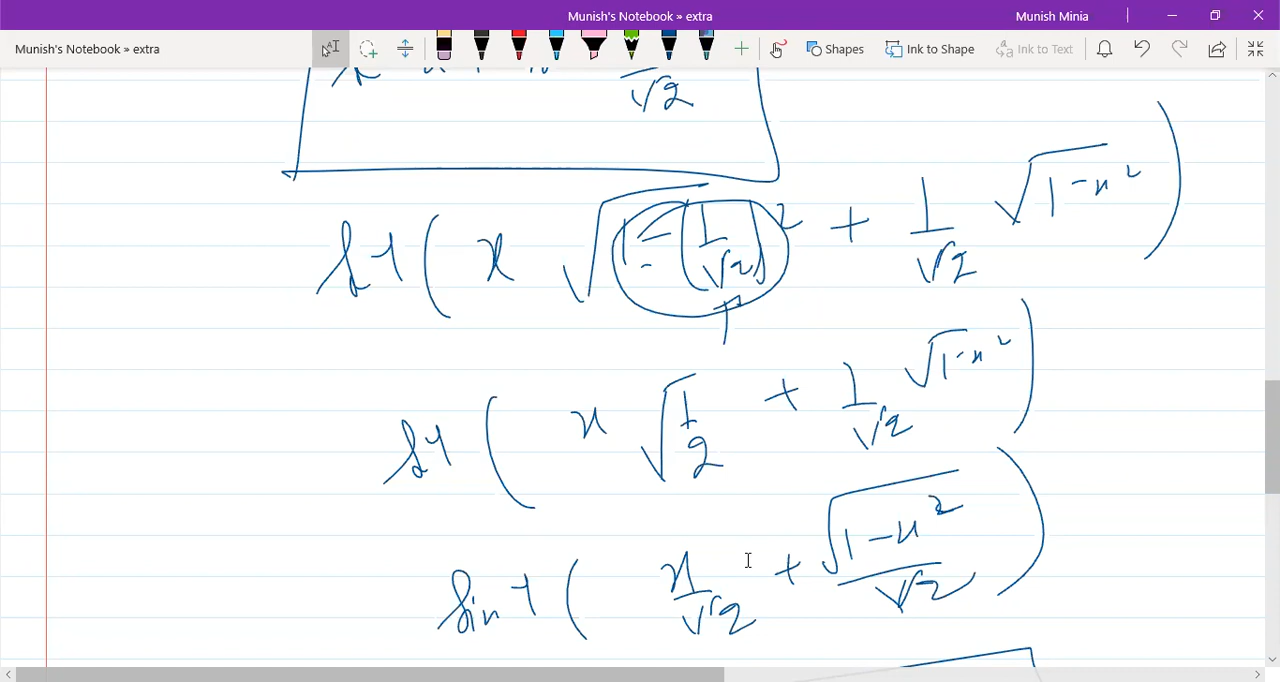 Munish's Notebook » extra
Munish Minia
Munish's Notebook » extra
Shapes
Ink to Shape
Ink to Text
√2
sin⁻¹ ( x √(1 - (1/√2)²) + 1/√2 √(1-x²) )
sin⁻¹ ( x √(1/2) + 1/√2 √(1-x²) )
sin⁻¹ ( x/√2 + √(1-x²)/√2 )